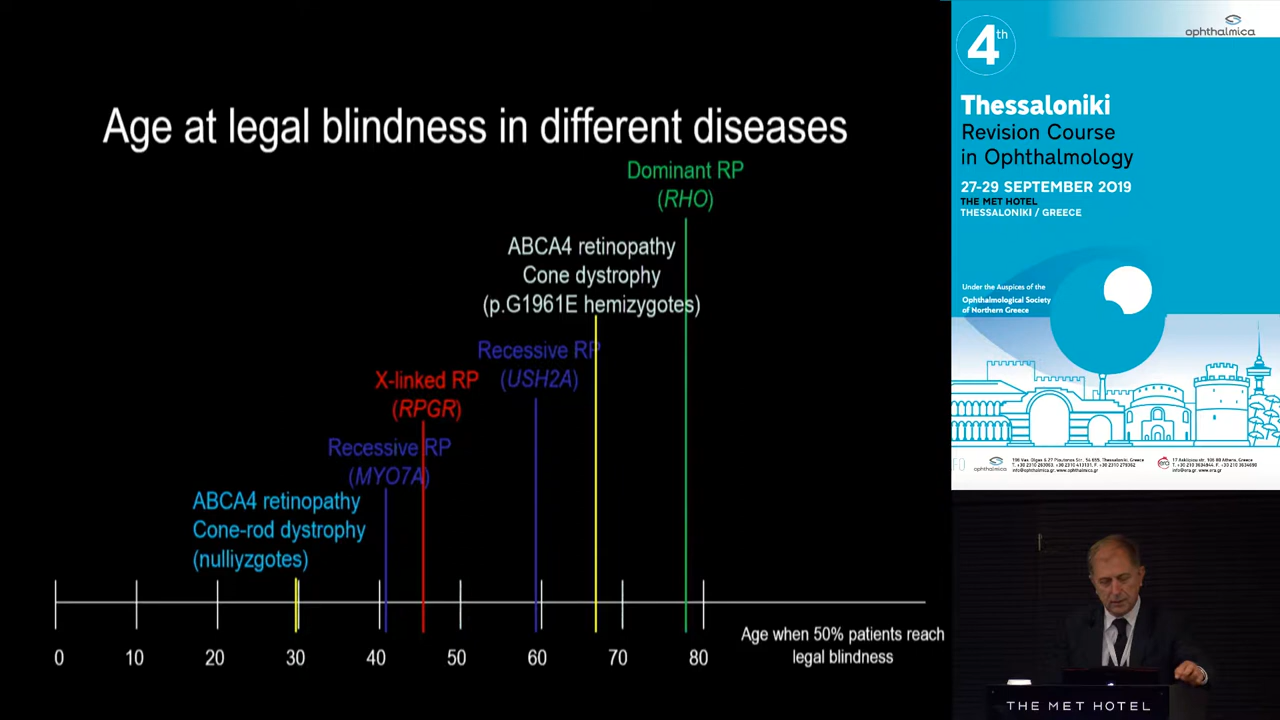 Age at legal blindness in different diseases
Dominant RP
(RHO)
ABCA4 retinopathy
Cone dystrophy
(p.G1961E hemizygotes)
Recessive RP
(USH2A)
X-linked RP
(RPGR)
Recessive RP
(MYO7A)
ABCA4 retinopathy
Cone-rod dystrophy
(nulliyzgotes)
0 10 20 30 40 50 60 70 80
Age when 50% patients reach
legal blindness
ophthalmica
4th
Thessaloniki
Revision Course
in Ophthalmology
27-29 SEPTEMBER 2019
THE MET HOTEL
THESSALONIKI / GREECE
Under the Auspices of the
Ophthalmological Society
of Northern Greece
ophthalmica
THE MET HOTEL